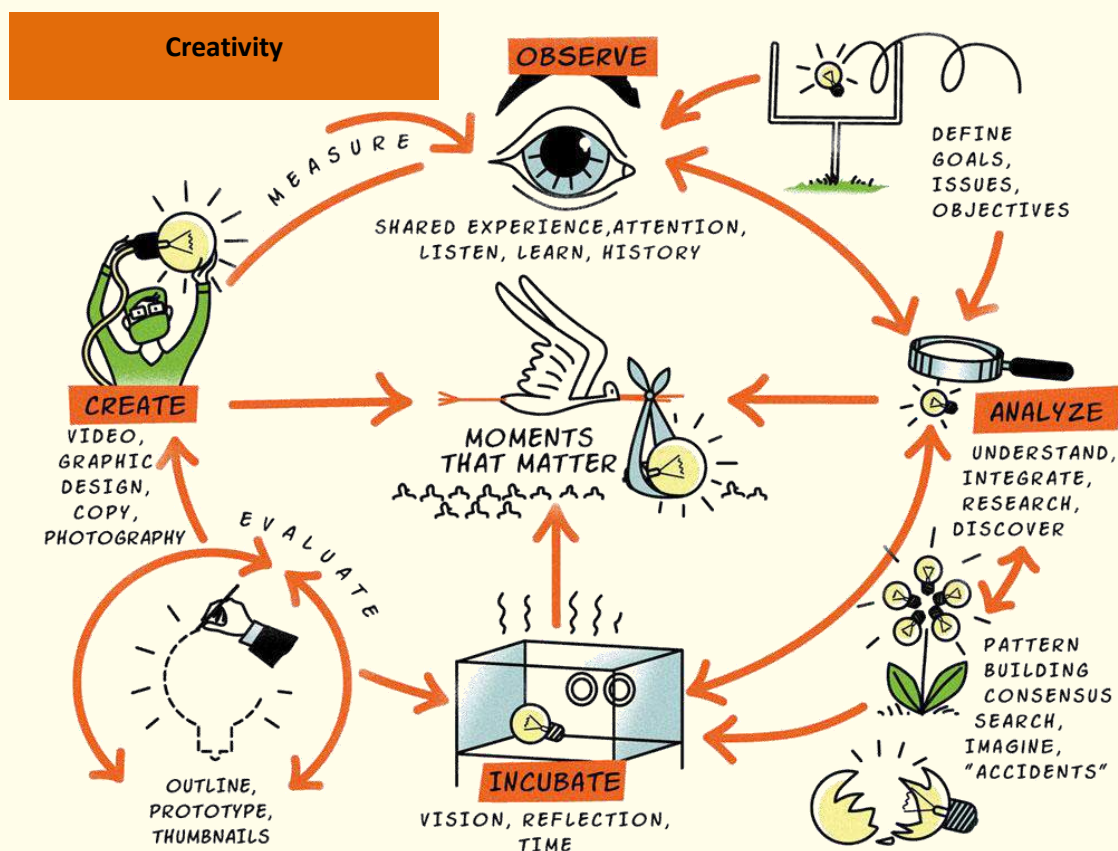 Creativity
OBSERVE
MEASURE
SHARED EXPERIENCE,ATTENTION,
LISTEN, LEARN, HISTORY
DEFINE
GOALS,
ISSUES,
OBJECTIVES
CREATE
VIDEO,
GRAPHIC
DESIGN,
COPY,
PHOTOGRAPHY
MOMENTS
THAT MATTER
ANALYZE
UNDERSTAND,
INTEGRATE,
RESEARCH,
DISCOVER
EVALUATE
OUTLINE,
PROTOTYPE,
THUMBNAILS
INCUBATE
VISION, REFLECTION,
TIME
PATTERN
BUILDING
CONSENSUS
SEARCH,
IMAGINE,
"ACCIDENTS"